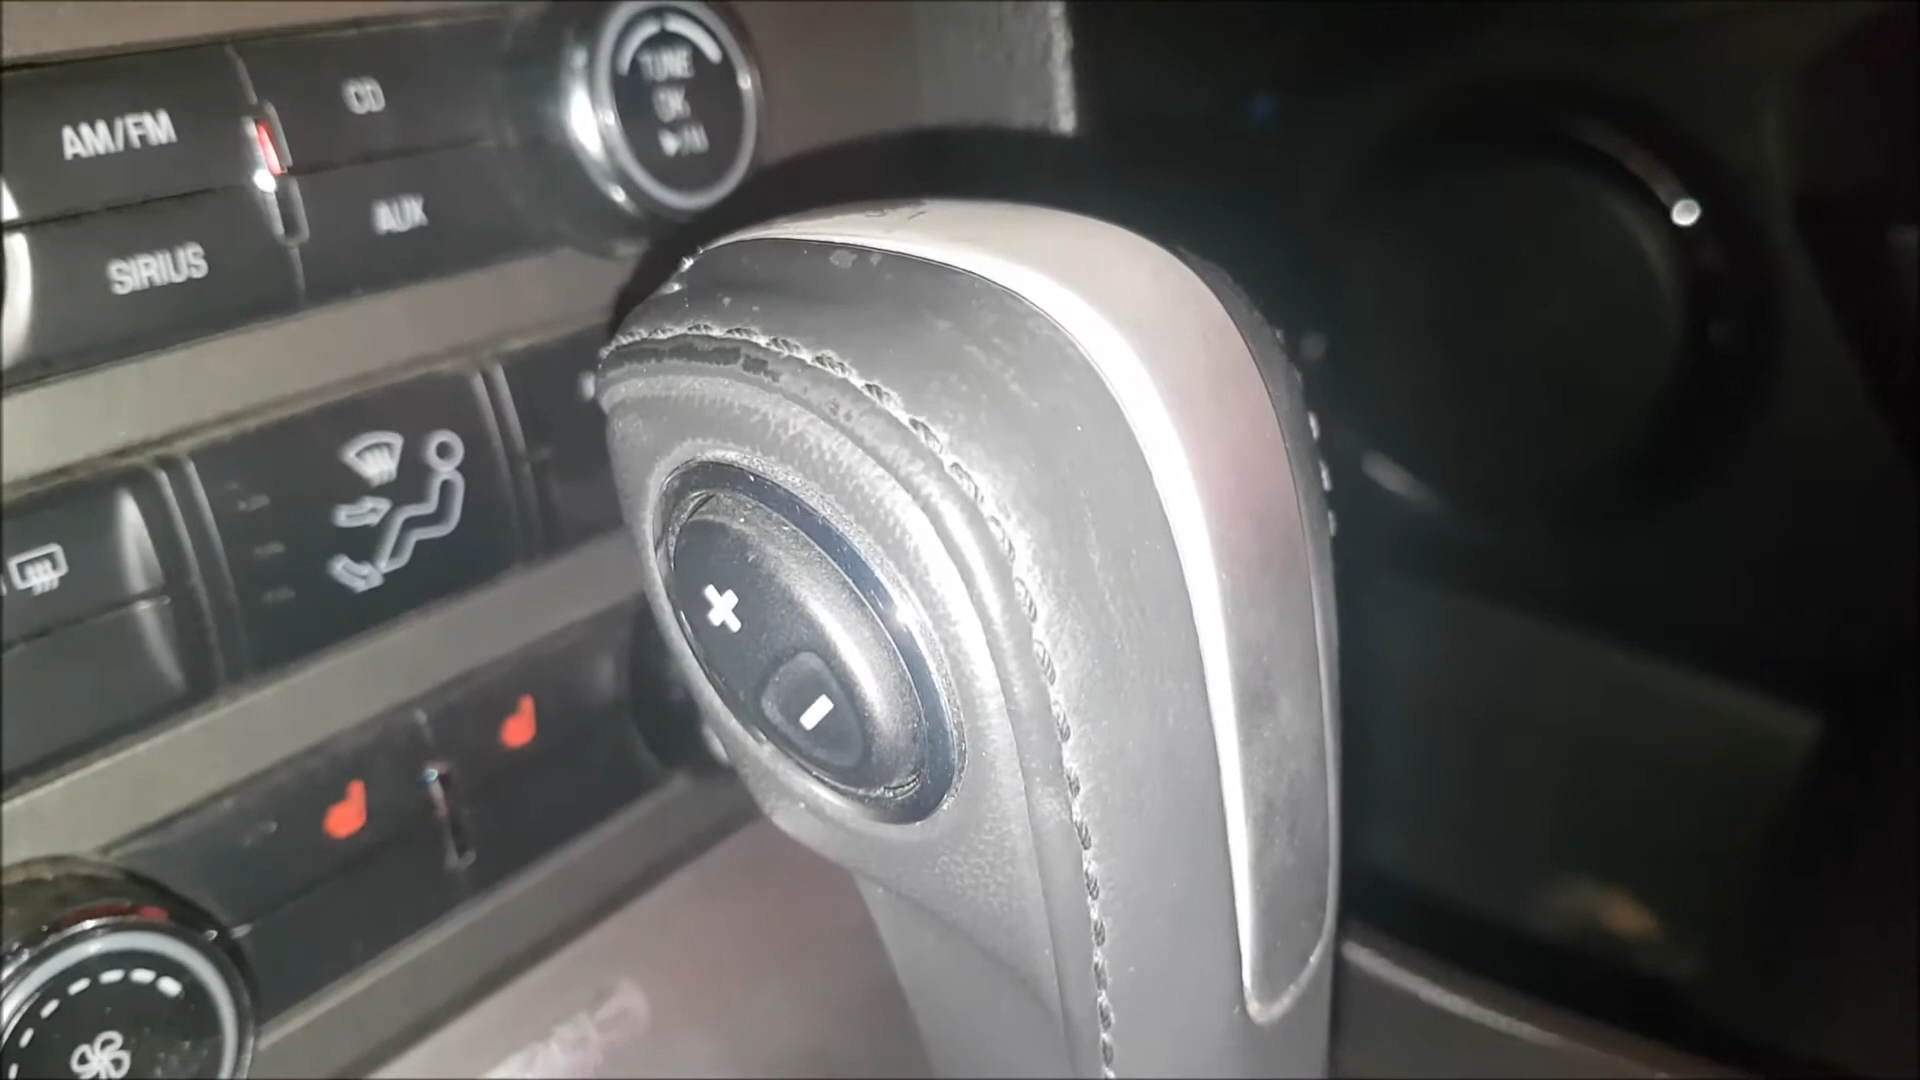 TUNE
OK
AM/FM
CD
SIRIUS
AUX
+
-